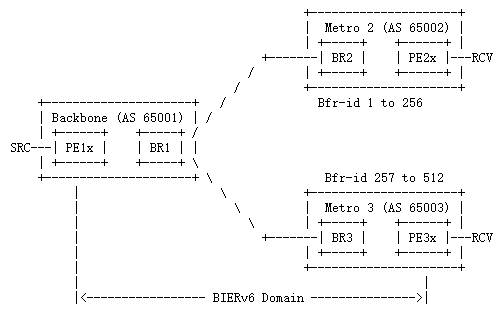 Metro 2 (AS 65002)
BR2 PE2x RCV
Bfr-id 1 to 256
Backbone (AS 65001)
SRC PE1x BR1
Bfr-id 257 to 512
Metro 3 (AS 65003)
BR3 PE3x RCV
BIERv6 Domain